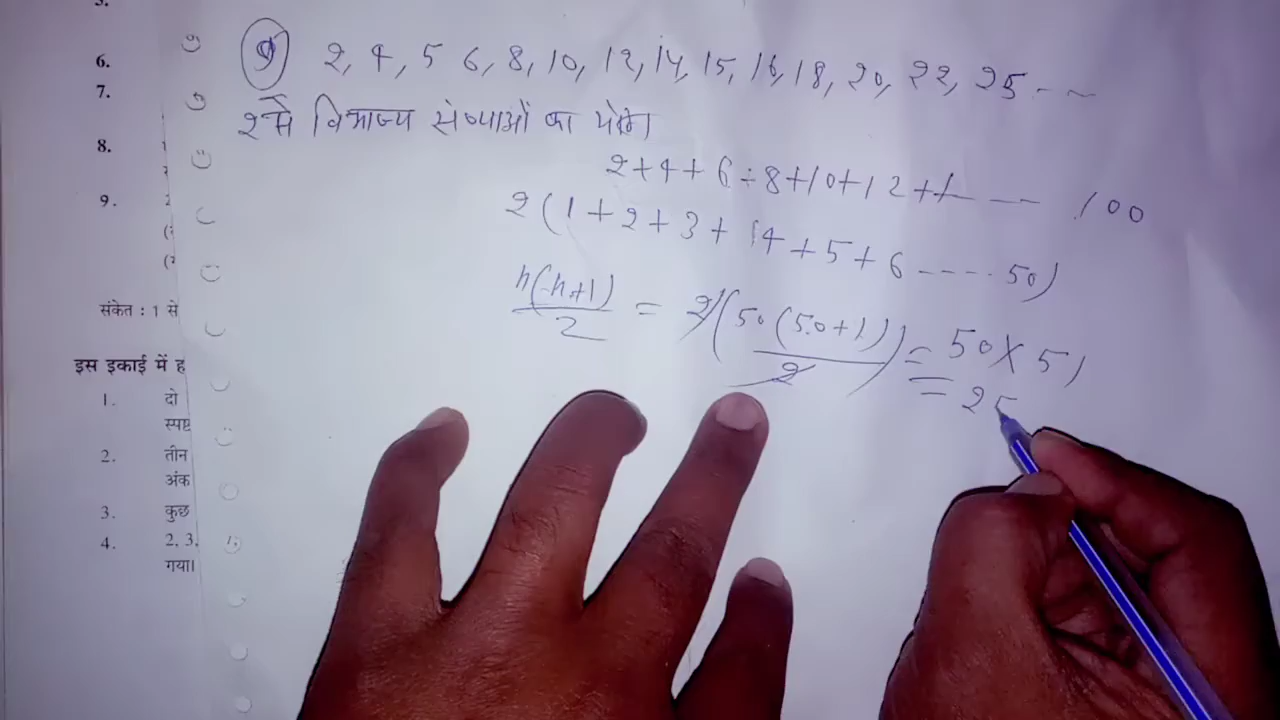 5.
6.
7.
8.
9.
संकेत : 1 से
इस इकाई में ह
1. दो
स्पष्ट
2. तीन
अंक
3. कुछ
4. 2, 3,
गया।
2, 4, 5 6, 8, 10, 12, 14, 15, 16, 18, 20, 22, 25 - - ~
2 से विभाज्य संख्याओं का योग।
2+4+6+8+10+12+1 --- 100
2(1+2+3+4+5+6 ----- 50)
n(n+1)/2 = 2(50(50+1)/2) = 50 X 51
= 25